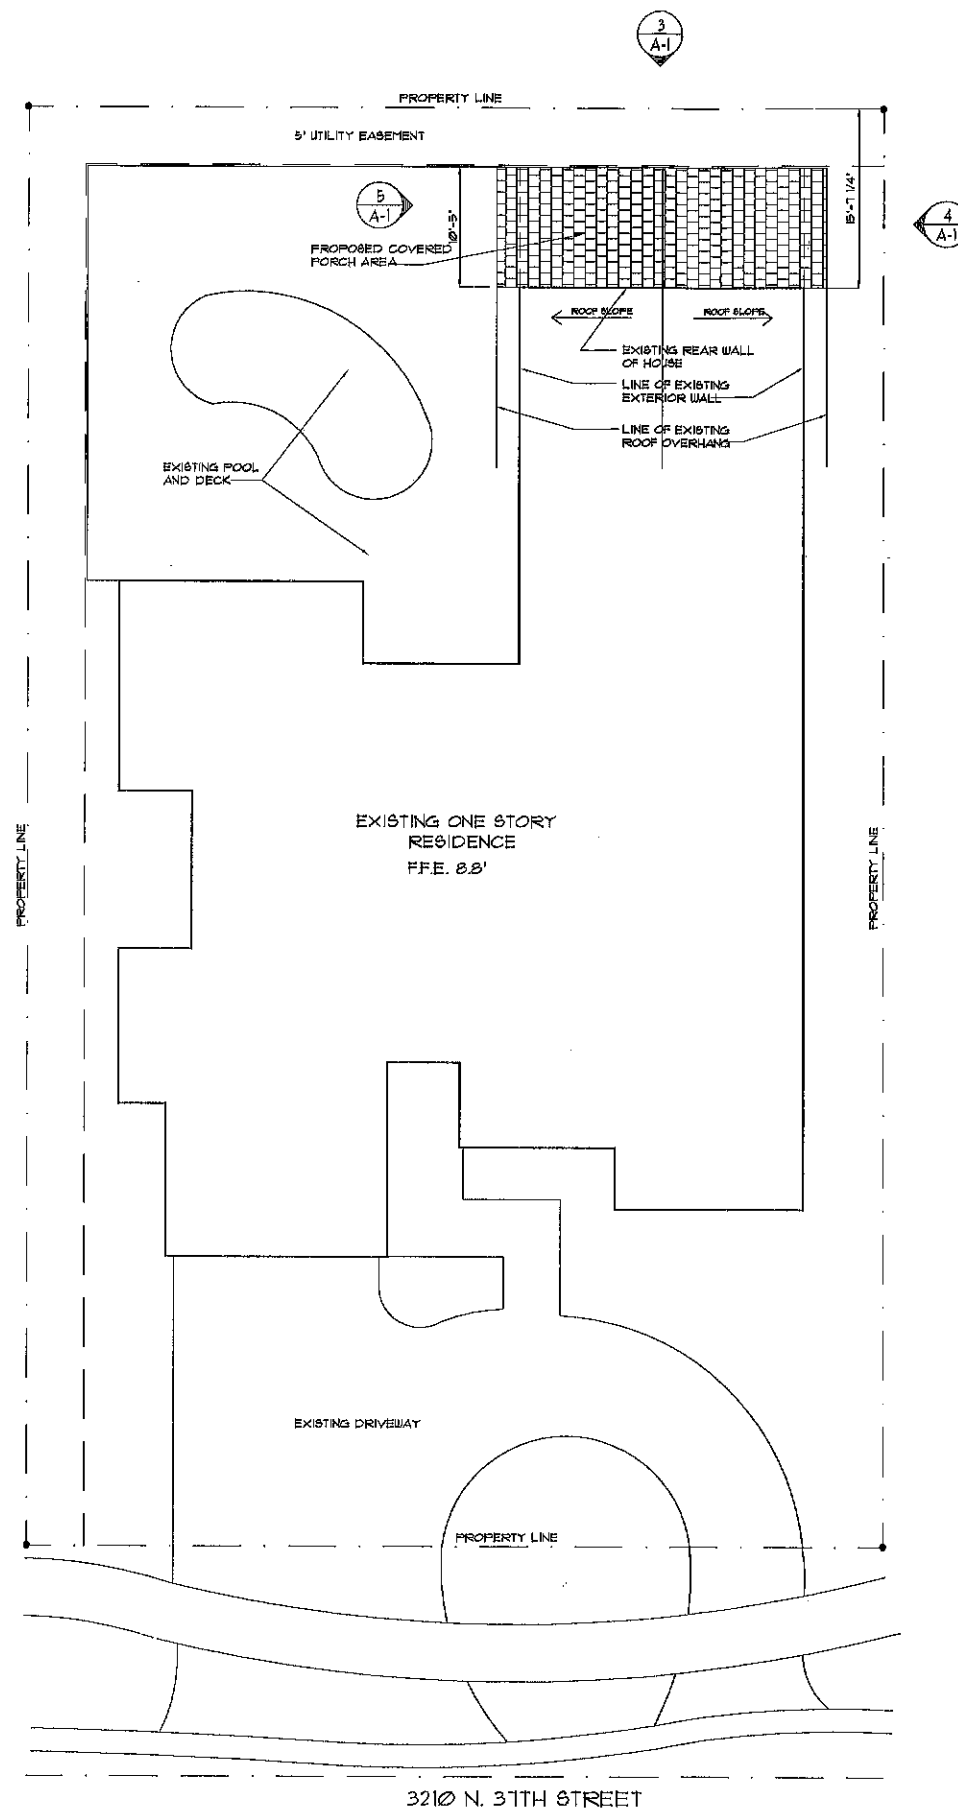 3
A-1
PROPERTY LINE
5' UTILITY EASEMENT
5
A-1
10'-5"
15'-7 1/4"
4
A-1
PROPOSED COVERED
PORCH AREA
ROOF SLOPE
ROOF SLOPE
EXISTING REAR WALL
OF HOUSE
LINE OF EXISTING
EXTERIOR WALL
LINE OF EXISTING
ROOF OVERHANG
EXISTING POOL
AND DECK
EXISTING ONE STORY
RESIDENCE
F.F.E. 8.8'
PROPERTY LINE
PROPERTY LINE
EXISTING DRIVEWAY
PROPERTY LINE
3210 N. 37TH STREET